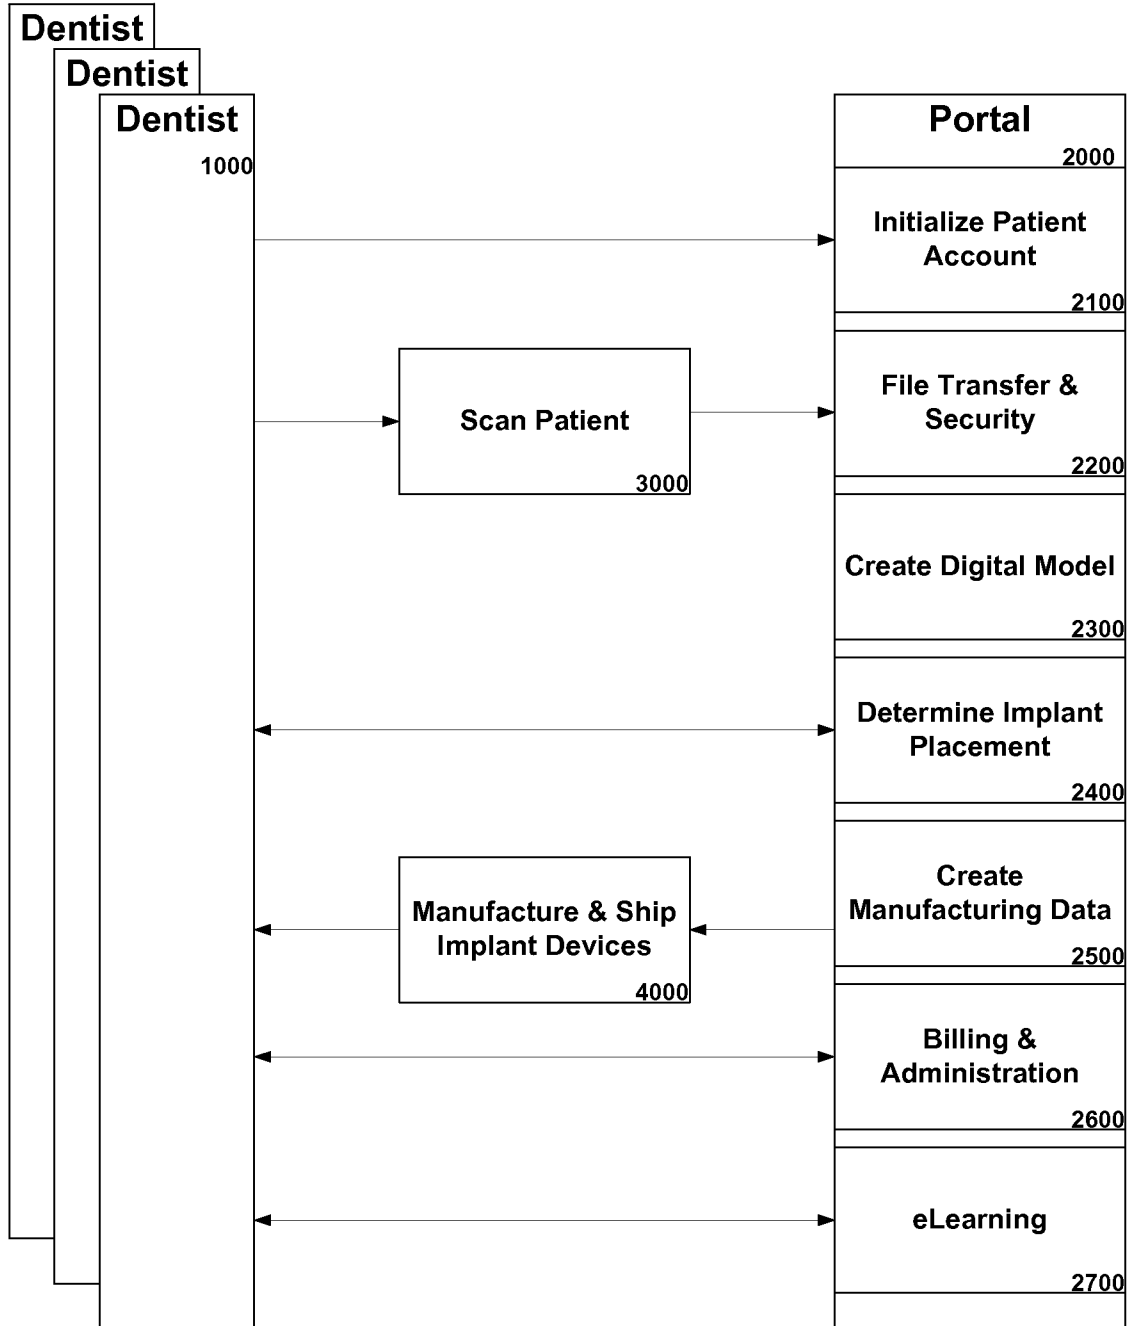 Dentist
Dentist
Dentist
1000
Portal
2000
Initialize Patient
Account
2100
File Transfer &
Security
2200
Scan Patient
3000
Create Digital Model
2300
Determine Implant
Placement
2400
Create
Manufacturing Data
2500
Manufacture & Ship
Implant Devices
4000
Billing &
Administration
2600
eLearning
2700